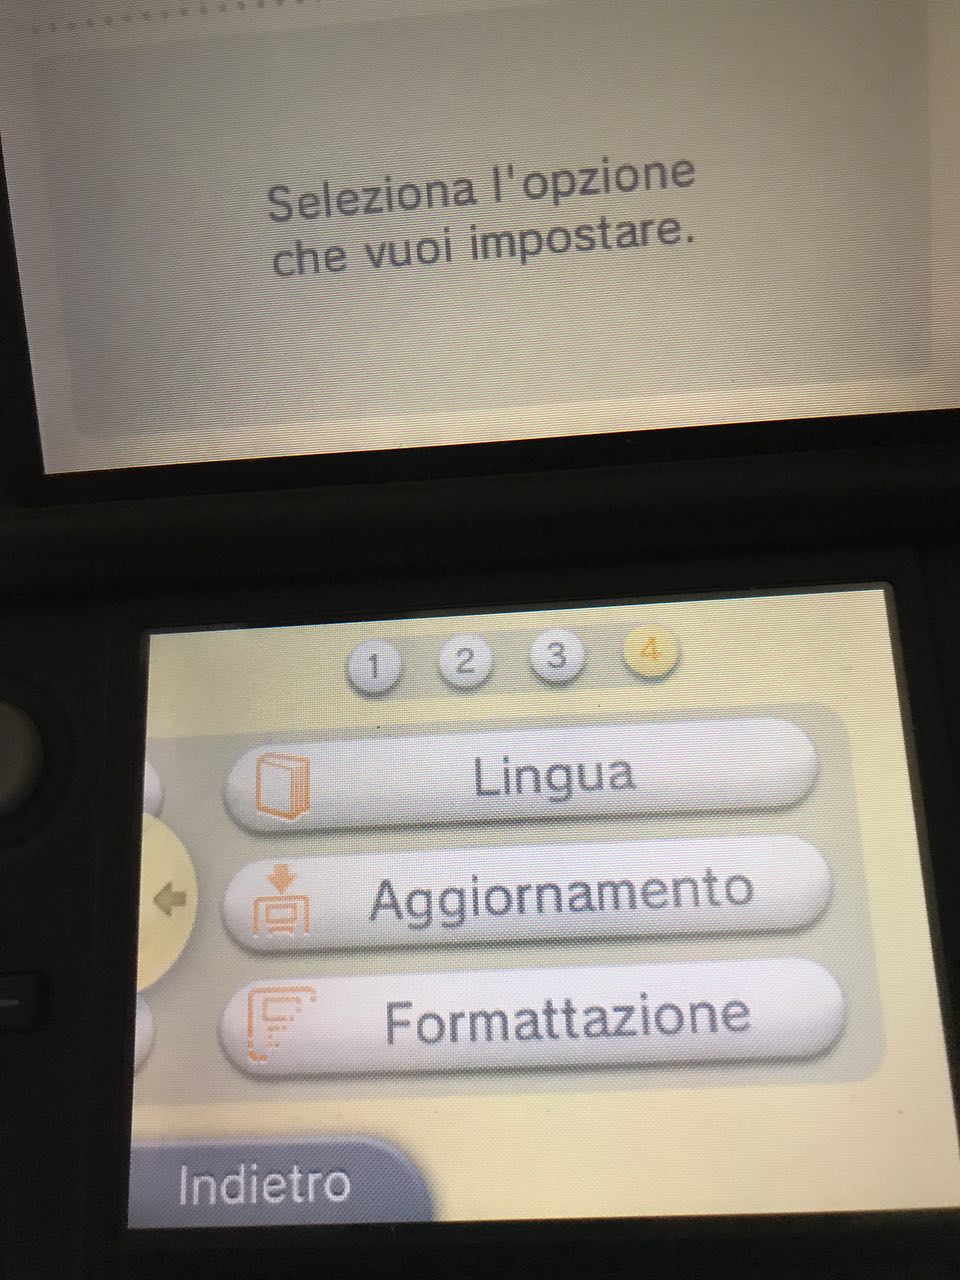 Seleziona l'opzione
che vuoi impostare.
1 2 3 4
Lingua
Aggiornamento
Formattazione
Indietro